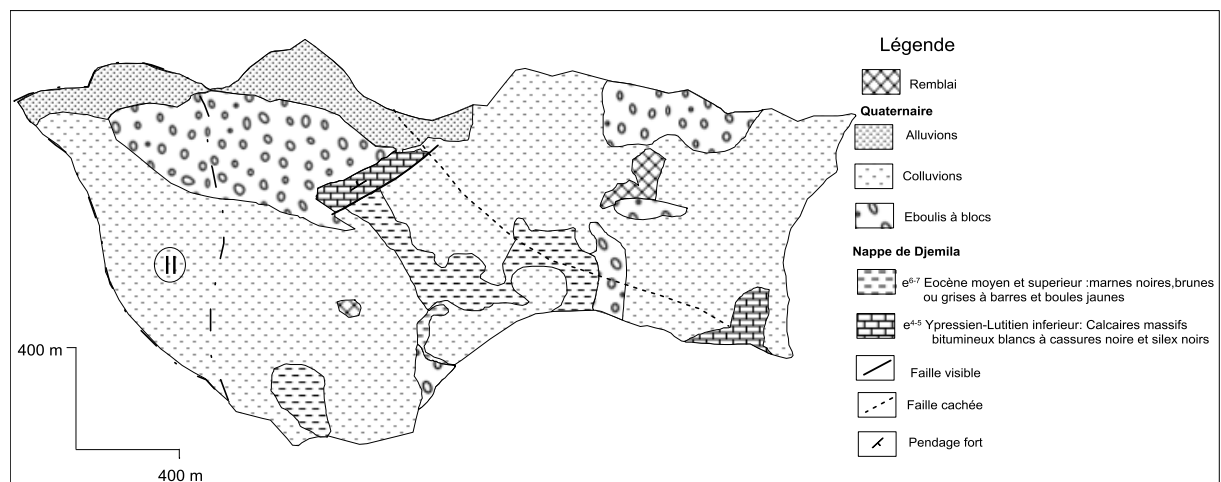 Légende
Remblai
Quaternaire
Alluvions
Colluvions
Eboulis à blocs
Nappe de Djemila
e6-7 Eocène moyen et superieur :marnes noires,brunes
ou grises à barres et boules jaunes
e4-5 Ypressien-Lutitien inferieur: Calcaires massifs
bitumineux blancs à cassures noire et silex noirs
Faille visible
Faille cachée
Pendage fort
II
400 m
400 m